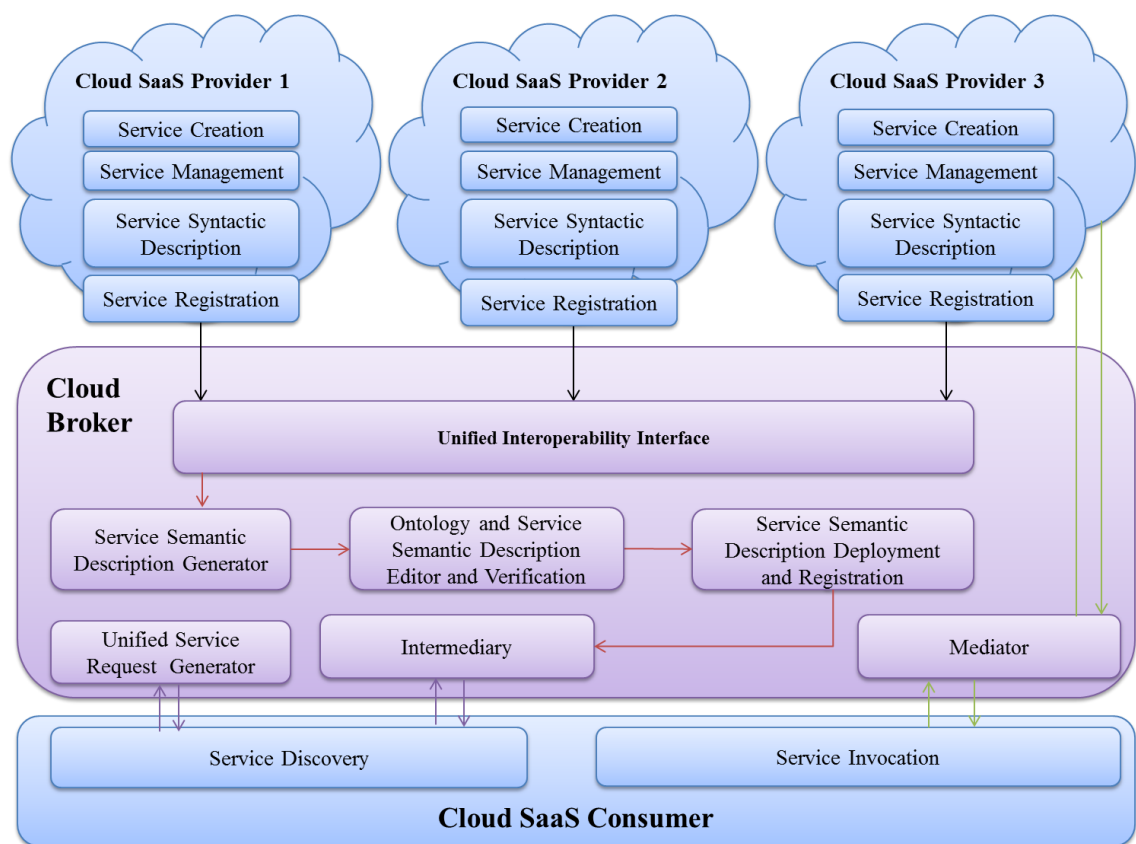 Cloud SaaS Provider 1
Service Creation
Service Management
Service Syntactic
Description
Service Registration
Cloud SaaS Provider 2
Service Creation
Service Management
Service Syntactic
Description
Service Registration
Cloud SaaS Provider 3
Service Creation
Service Management
Service Syntactic
Description
Service Registration
Cloud
Broker
Unified Interoperability Interface
Service Semantic
Description Generator
Ontology and Service
Semantic Description
Editor and Verification
Service Semantic
Description Deployment
and Registration
Unified Service
Request Generator
Intermediary
Mediator
Service Discovery
Service Invocation
Cloud SaaS Consumer